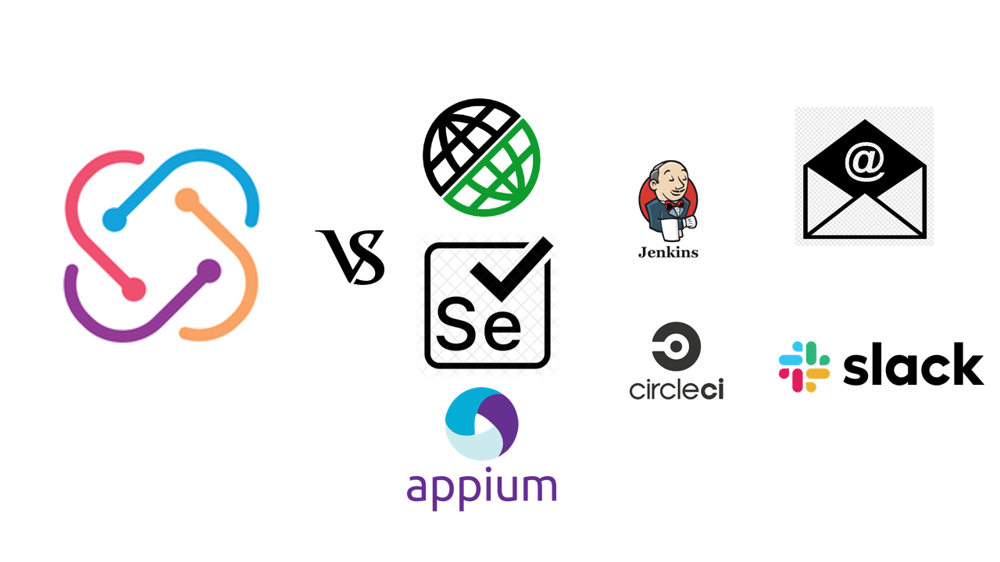 VS
@
Jenkins
Se
circleci
slack
appium